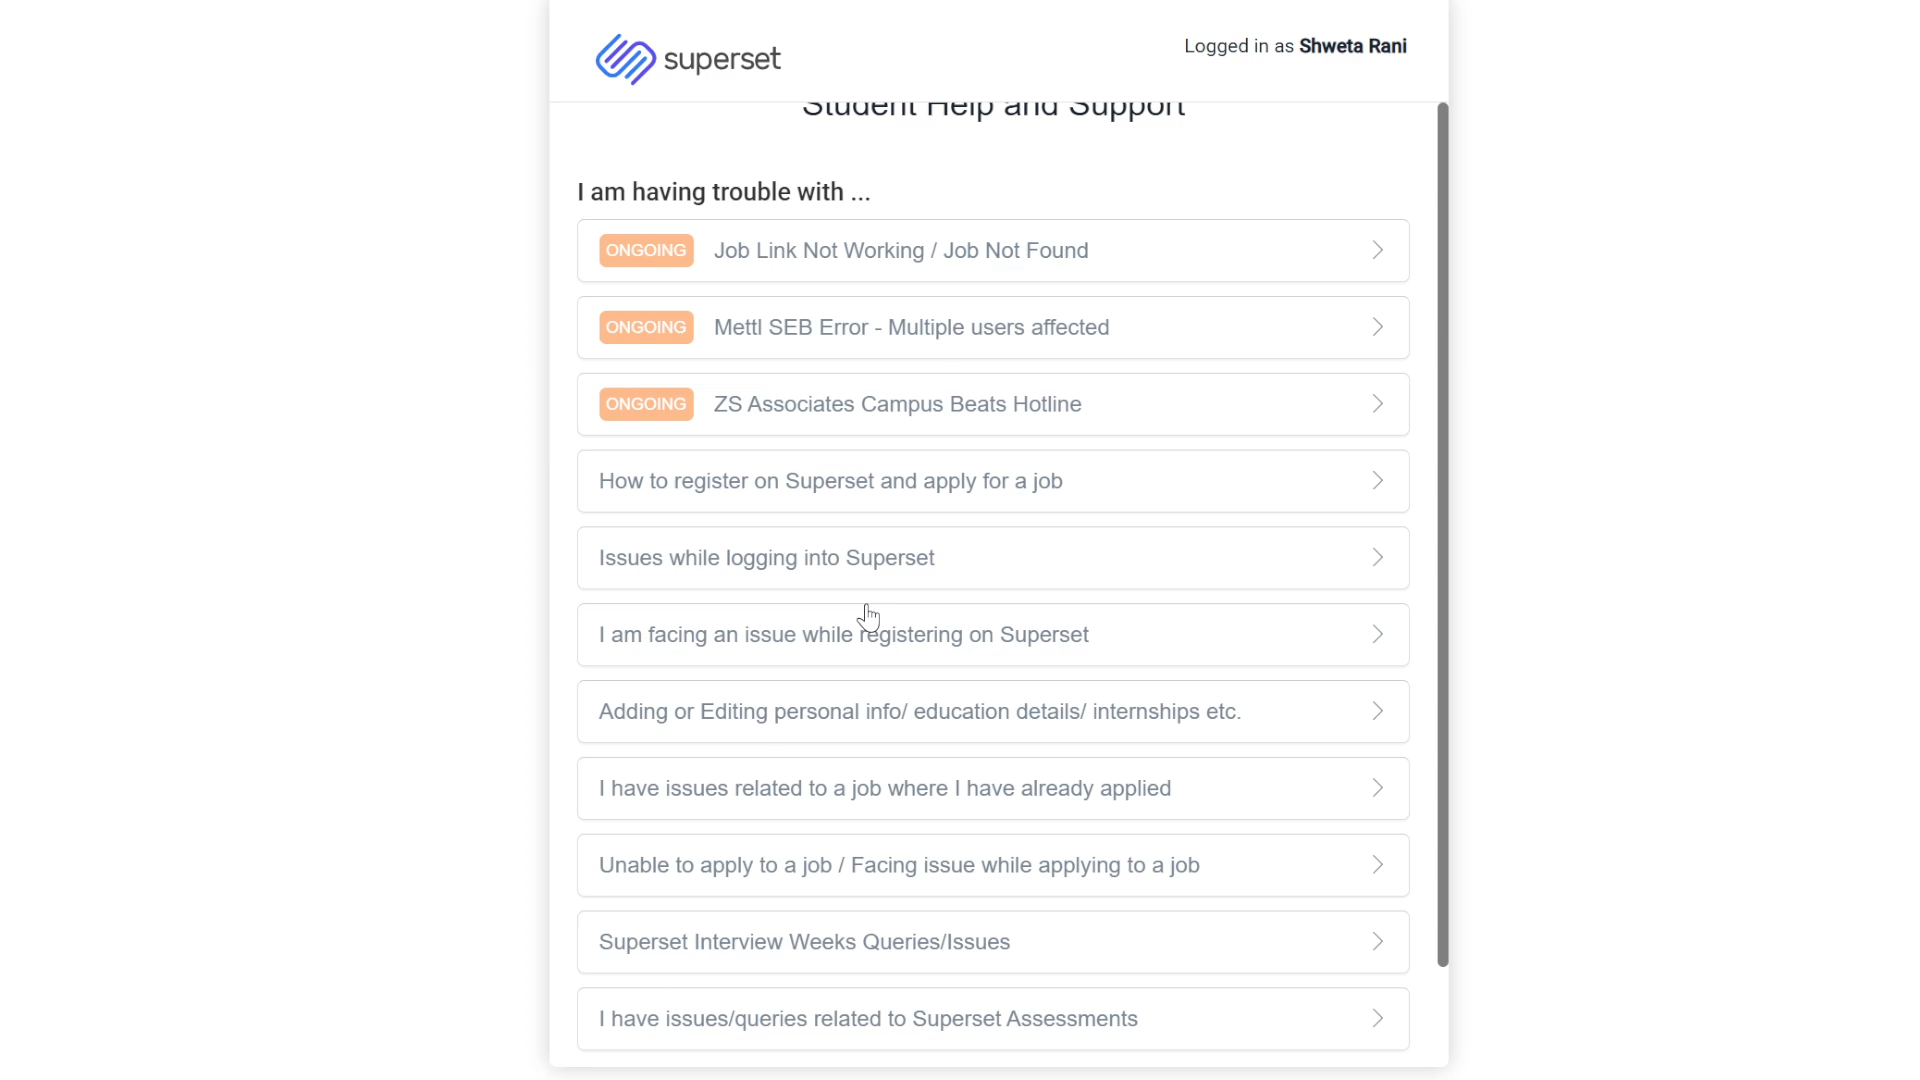 superset
Logged in as Shweta Rani
Student Help and Support
I am having trouble with ...
ONGOING Job Link Not Working / Job Not Found
ONGOING Mettl SEB Error - Multiple users affected
ONGOING ZS Associates Campus Beats Hotline
How to register on Superset and apply for a job
Issues while logging into Superset
I am facing an issue while registering on Superset
Adding or Editing personal info/ education details/ internships etc.
I have issues related to a job where I have already applied
Unable to apply to a job / Facing issue while applying to a job
Superset Interview Weeks Queries/Issues
I have issues/queries related to Superset Assessments